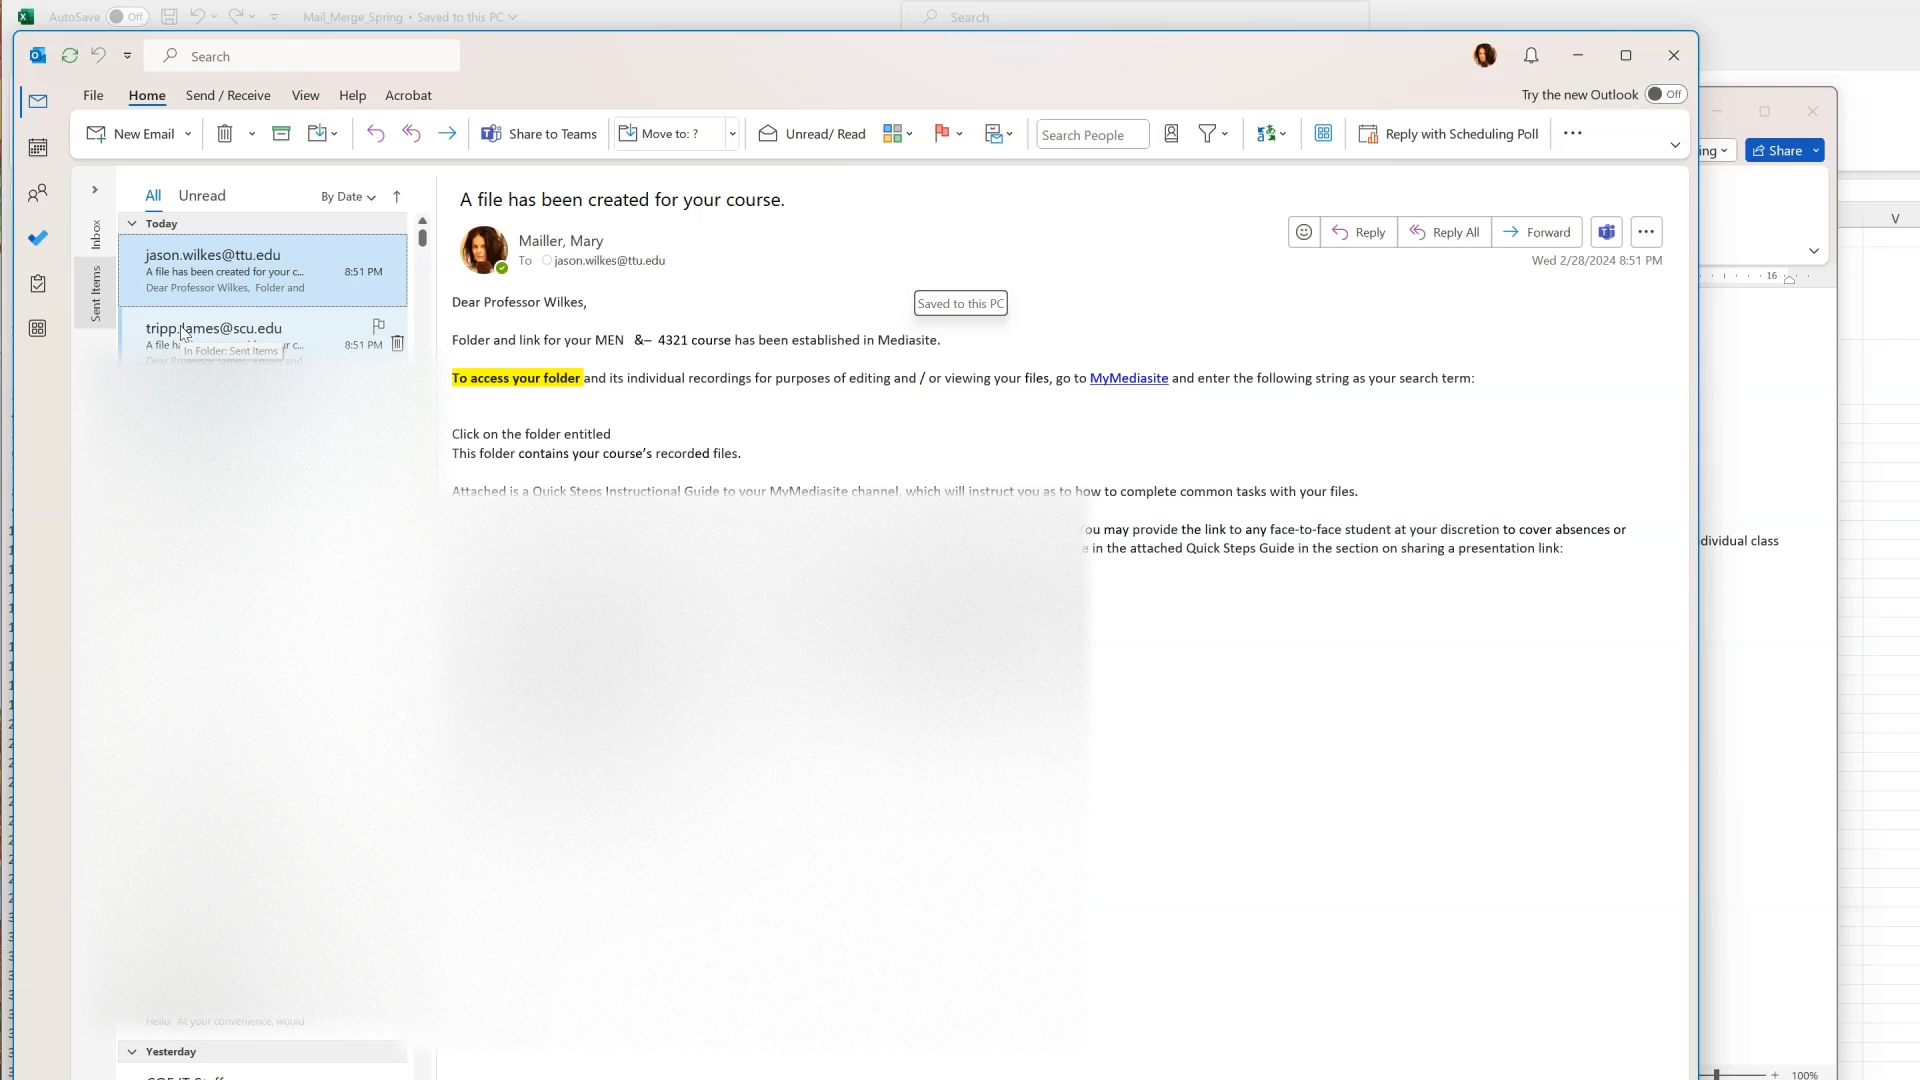 AutoSave Off Mail_Merge_Spring • Saved to this PC Search
Search
File Home Send / Receive View Help Acrobat Try the new Outlook Off
New Email Share to Teams Move to: ? Unread/ Read Search People Reply with Scheduling Poll
Share
All Unread By Date
Inbox
Sent Items
Today
jason.wilkes@ttu.edu
A file has been created for your c... 8:51 PM
Dear Professor Wilkes, Folder and
tripp.James@scu.edu
8:51 PM
In Folder: Sent Items
Hello, At your convenience, would
Yesterday
A file has been created for your course.
Mailler, Mary
To jason.wilkes@ttu.edu
Reply Reply All Forward
Wed 2/28/2024 8:51 PM
Dear Professor Wilkes,
Saved to this PC
Folder and link for your MEN &– 4321 course has been established in Mediasite.
To access your folder and its individual recordings for purposes of editing and / or viewing your files, go to MyMediasite and enter the following string as your search term:
Click on the folder entitled
This folder contains your course's recorded files.
Attached is a Quick Steps Instructional Guide to your MyMediasite channel, which will instruct you as to how to complete common tasks with your files.
ou may provide the link to any face-to-face student at your discretion to cover absences or
e in the attached Quick Steps Guide in the section on sharing a presentation link:
V
16
dividual class
100%